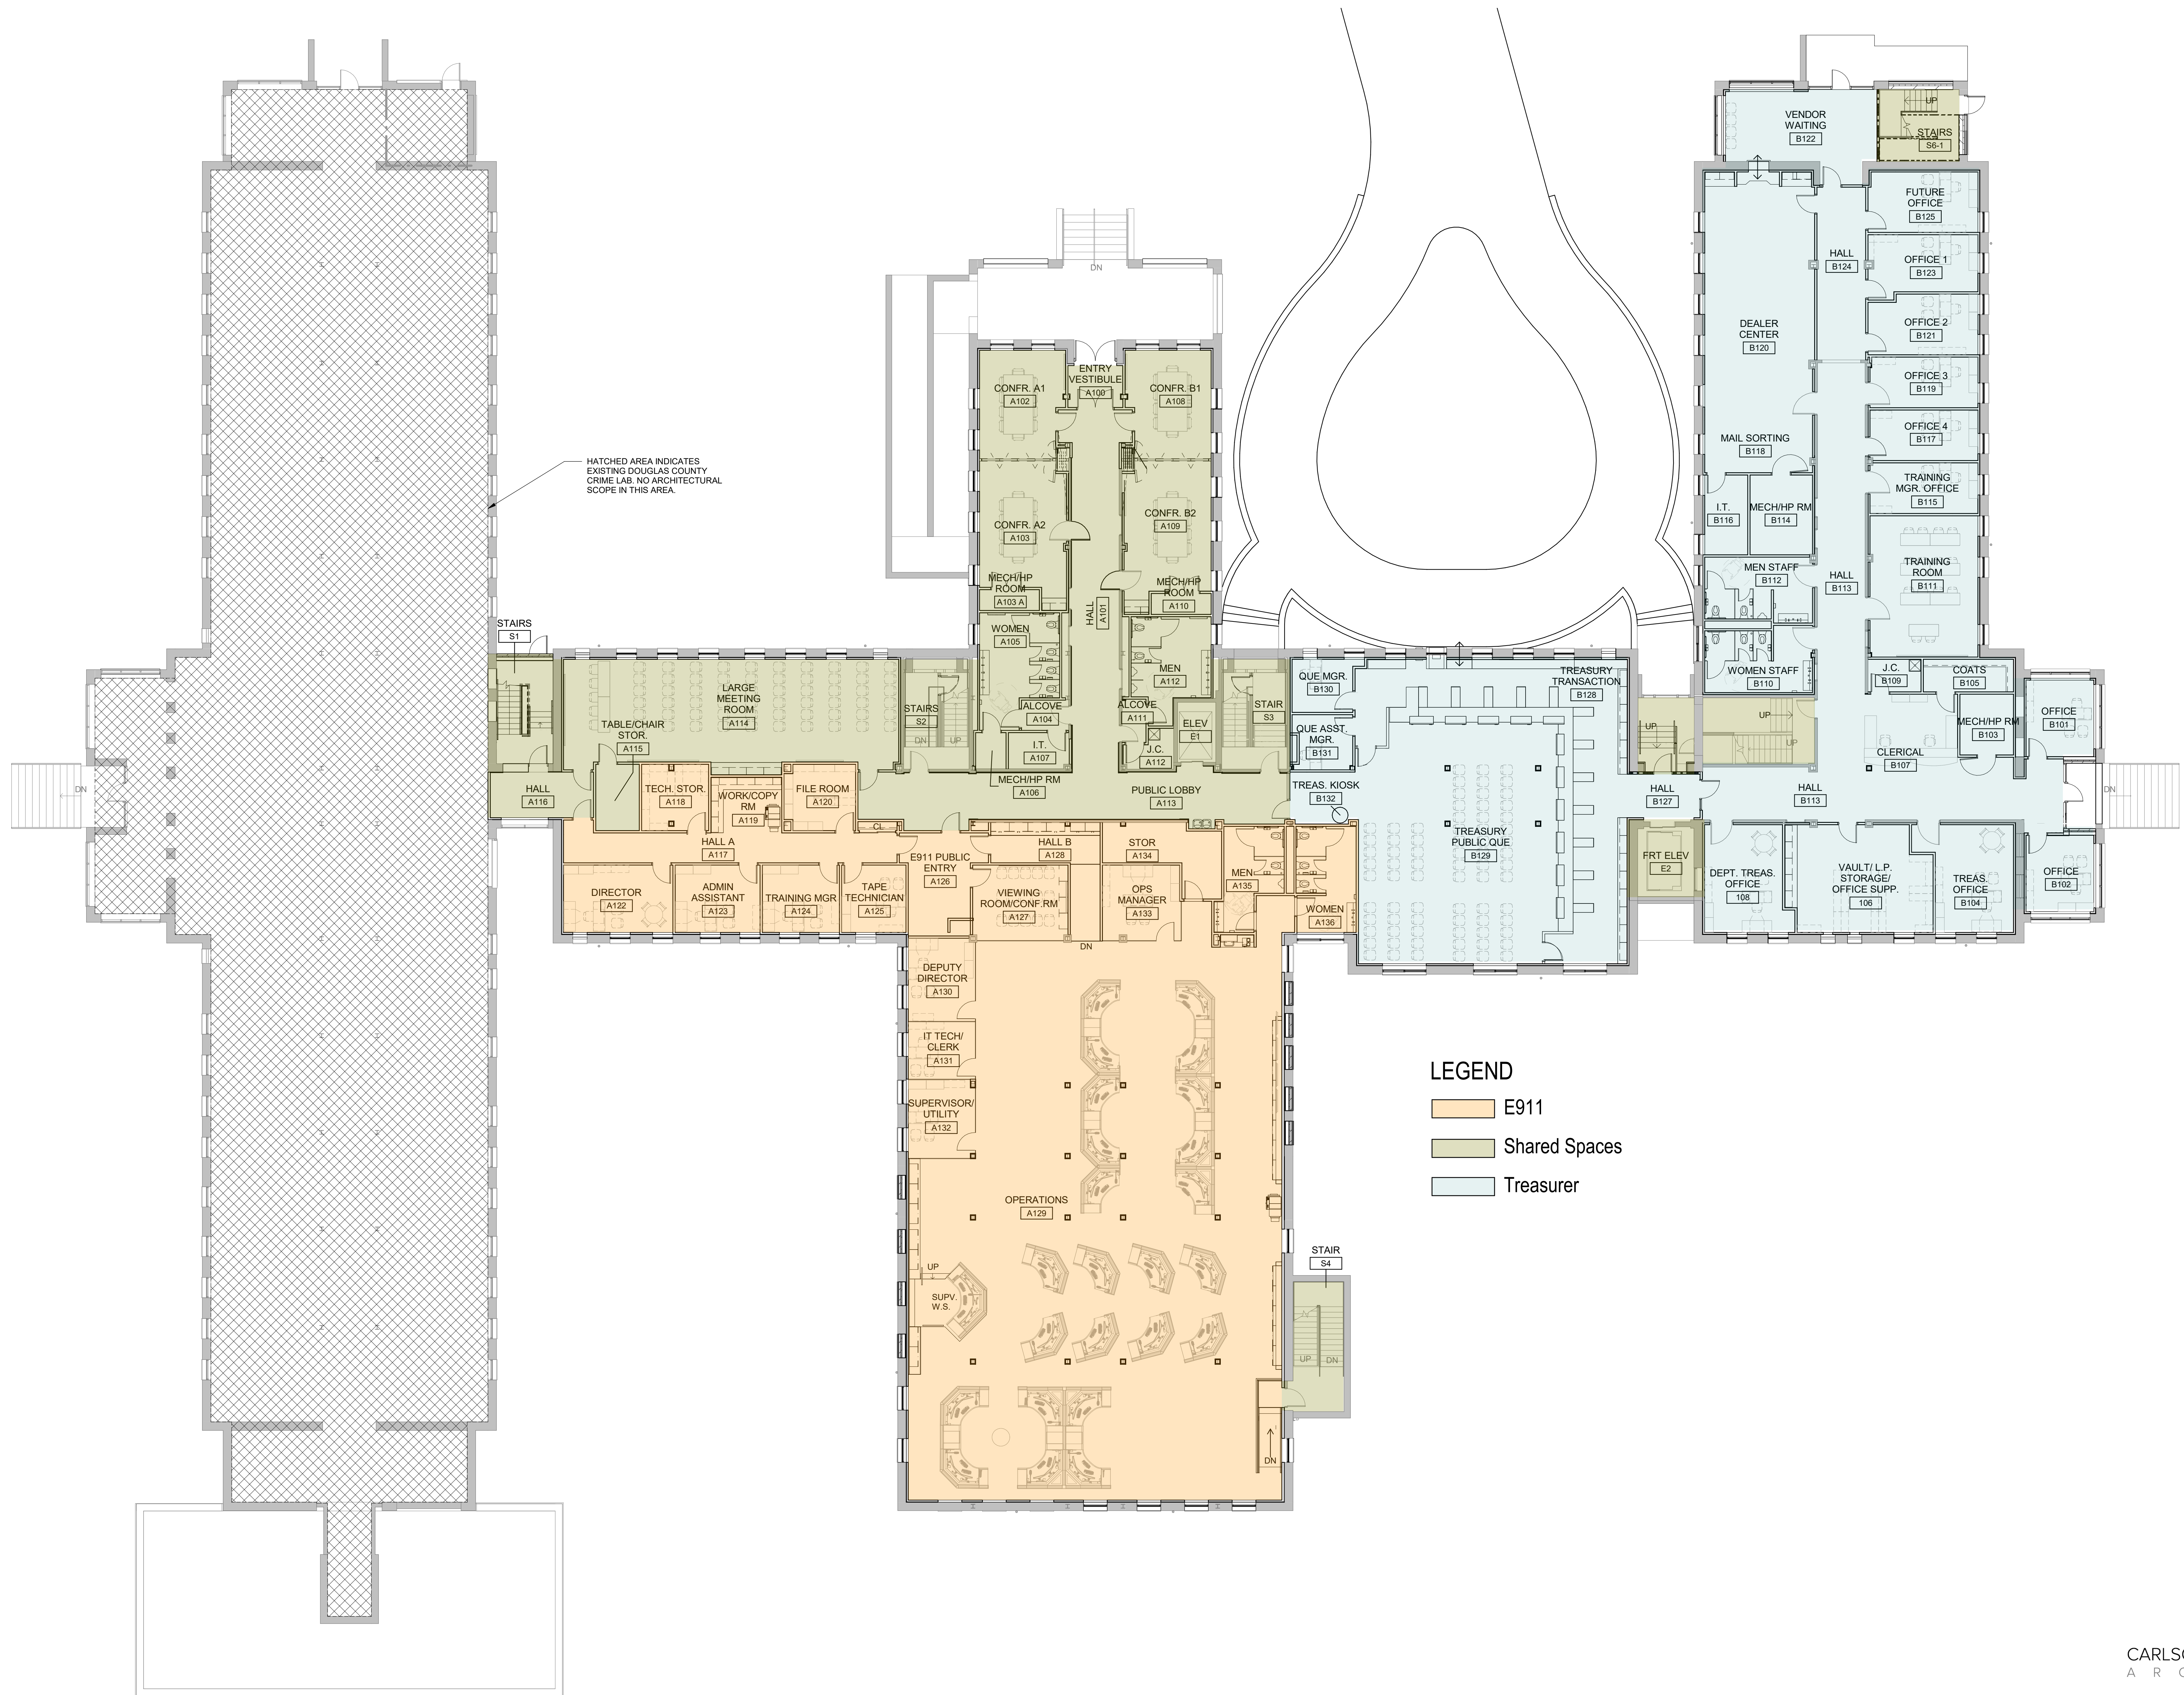 UP
STAIRS
S6-1
VENDOR
WAITING
B122
FUTURE
OFFICE
B125
HALL
B124
OFFICE 1
B123
OFFICE 2
B121
DEALER
CENTER
B120
OFFICE 3
B119
OFFICE 4
B117
MAIL SORTING
B118
TRAINING
MGR. OFFICE
B115
I.T.
B116
MECH/HP RM
B114
TRAINING
ROOM
B111
MEN STAFF
B112
HALL
B113
WOMEN STAFF
B110
J.C.
B109
COATS
B105
DN
ENTRY
VESTIBULE
A100
CONFR. A1
A102
CONFR. B1
A108
HATCHED AREA INDICATES
EXISTING DOUGLAS COUNTY
CRIME LAB. NO ARCHITECTURAL
SCOPE IN THIS AREA.
CONFR. A2
A103
CONFR. B2
A109
MECH/HP
ROOM
A103 A
MECH/HP
ROOM
A110
HALL
A101
WOMEN
A105
MEN
A112
STAIRS
S1
LARGE
MEETING
ROOM
A114
TABLE/CHAIR
STOR.
A115
STAIRS
S2
DN
UP
ALCOVE
A104
ALCOVE
A111
I.T.
A107
J.C.
A112
ELEV
E1
STAIR
S3
MECH/HP RM
A106
PUBLIC LOBBY
A113
QUE MGR.
B130
QUE ASST.
MGR.
B131
TREAS. KIOSK
B132
TREASURY
TRANSACTION
B128
TREASURY
PUBLIC QUE
B129
UP
UP
UP
HALL
B127
FRT ELEV
E2
MECH/HP RM
B103
CLERICAL
B107
HALL
B113
OFFICE
B101
DN
OFFICE
B102
DEPT. TREAS.
OFFICE
108
VAULT/ L.P.
STORAGE/
OFFICE SUPP.
106
TREAS.
OFFICE
B104
DN
HALL
A116
TECH. STOR.
A118
WORK/COPY
RM
A119
FILE ROOM
A120
CL
HALL A
A117
DIRECTOR
A122
ADMIN
ASSISTANT
A123
TRAINING MGR
A124
TAPE
TECHNICIAN
A125
E911 PUBLIC
ENTRY
A126
HALL B
A128
STOR
A134
VIEWING
ROOM/CONF.RM
A127
OPS
MANAGER
A133
MEN
A135
WOMEN
A136
DN
DEPUTY
DIRECTOR
A130
IT TECH/
CLERK
A131
SUPERVISOR/
UTILITY
A132
OPERATIONS
A129
UP
SUPV.
W.S.
STAIR
S4
UP
DN
DN
LEGEND
E911
Shared Spaces
Treasurer